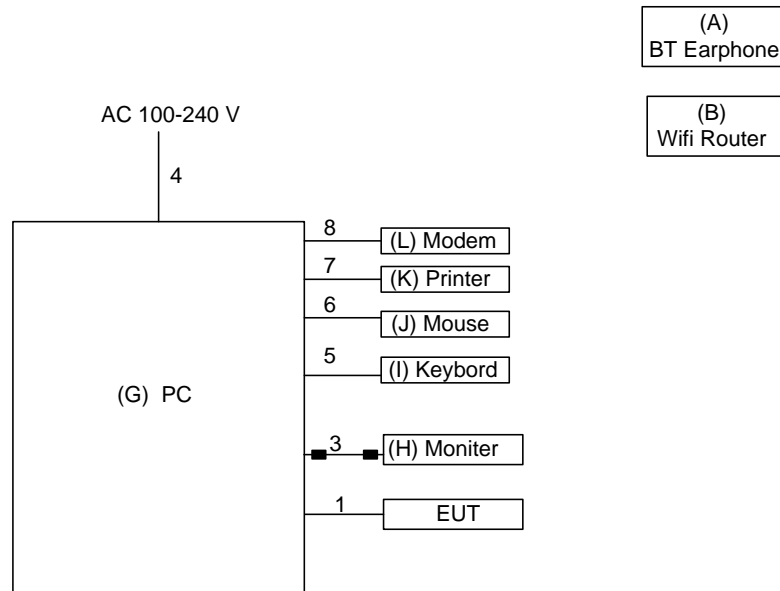 (A)
BT Earphone
(B)
Wifi Router
AC 100-240 V
4
8
(L) Modem
7
(K) Printer
6
(J) Mouse
5
(I) Keybord
(G) PC
3
(H) Moniter
1
EUT